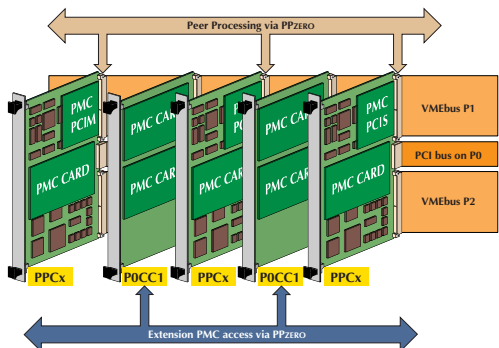 Peer Processing via PPZERO
PMC
PCIM
PMC CARD
PMC CARD
PMC CARD
PMC
PCIS
PMC CARD
PMC CARD
PMC CARD
PMC CARD
VMEbus P1
PCI bus on P0
VMEbus P2
PPCx
P0CC1
PPCx
P0CC1
PPCx
Extension PMC access via PPZERO